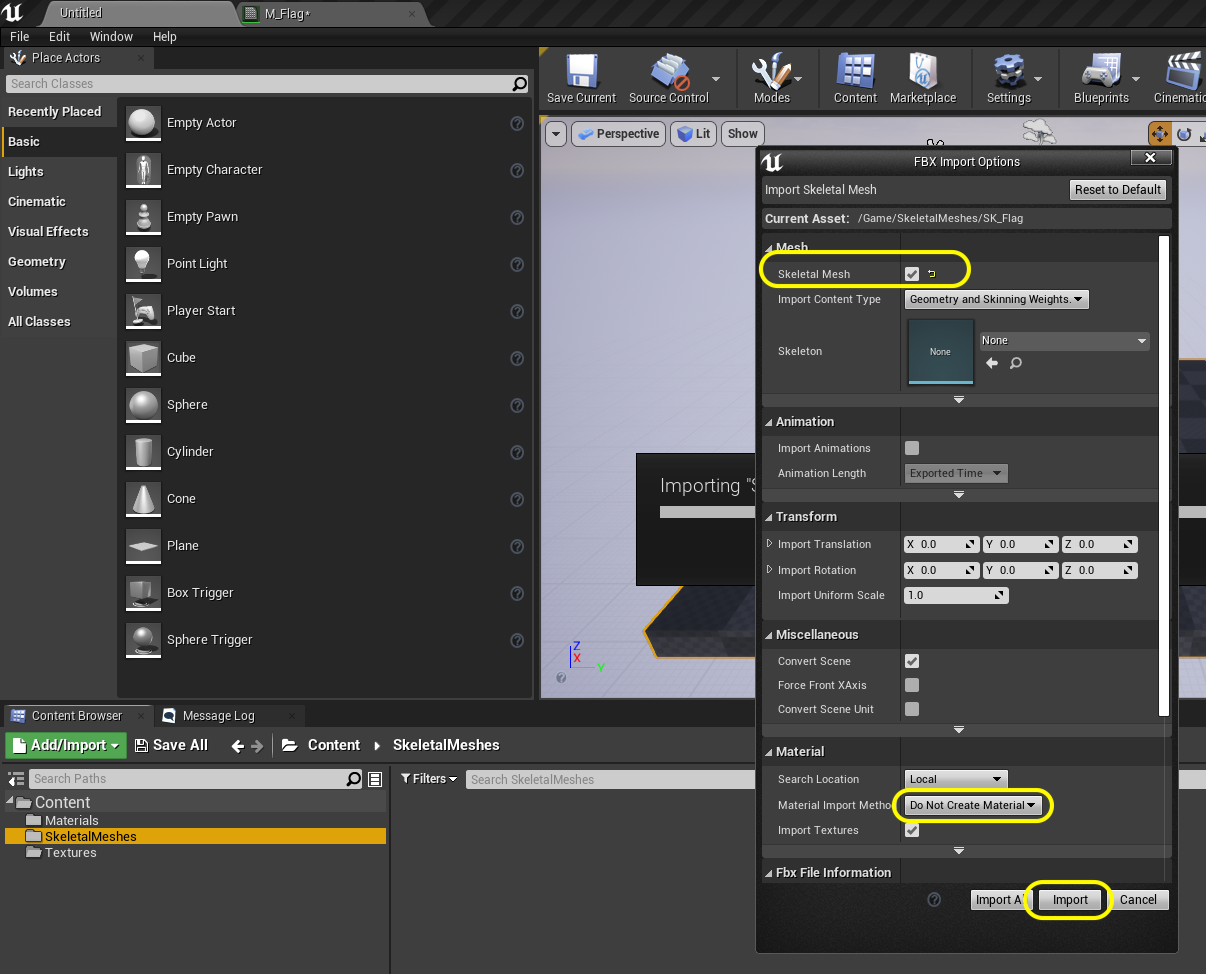 Untitled
M_Flag*
File Edit Window Help
Place Actors
Search Classes
Recently Placed
Basic
Lights
Cinematic
Visual Effects
Geometry
Volumes
All Classes
Empty Actor
Empty Character
Empty Pawn
Point Light
Player Start
Cube
Sphere
Cylinder
Cone
Plane
Box Trigger
Sphere Trigger
Save Current Source Control Modes Content Marketplace Settings Blueprints Cinematic
Perspective Lit Show
Importing "S
Z
X
Y
FBX Import Options
Import Skeletal Mesh Reset to Default
Current Asset: /Game/SkeletalMeshes/SK_Flag
Mesh
Skeletal Mesh
Import Content Type Geometry and Skinning Weights.
Skeleton None None
Animation
Import Animations
Animation Length Exported Time
Transform
Import Translation X 0.0 Y 0.0 Z 0.0
Import Rotation X 0.0 Y 0.0 Z 0.0
Import Uniform Scale 1.0
Miscellaneous
Convert Scene
Force Front XAxis
Convert Scene Unit
Material
Search Location Local
Material Import Metho Do Not Create Material
Import Textures
Fbx File Information
Import A Import Cancel
Content Browser Message Log
Add/Import Save All Content SkeletalMeshes
Search Paths
Filters Search SkeletalMeshes
Content
Materials
SkeletalMeshes
Textures